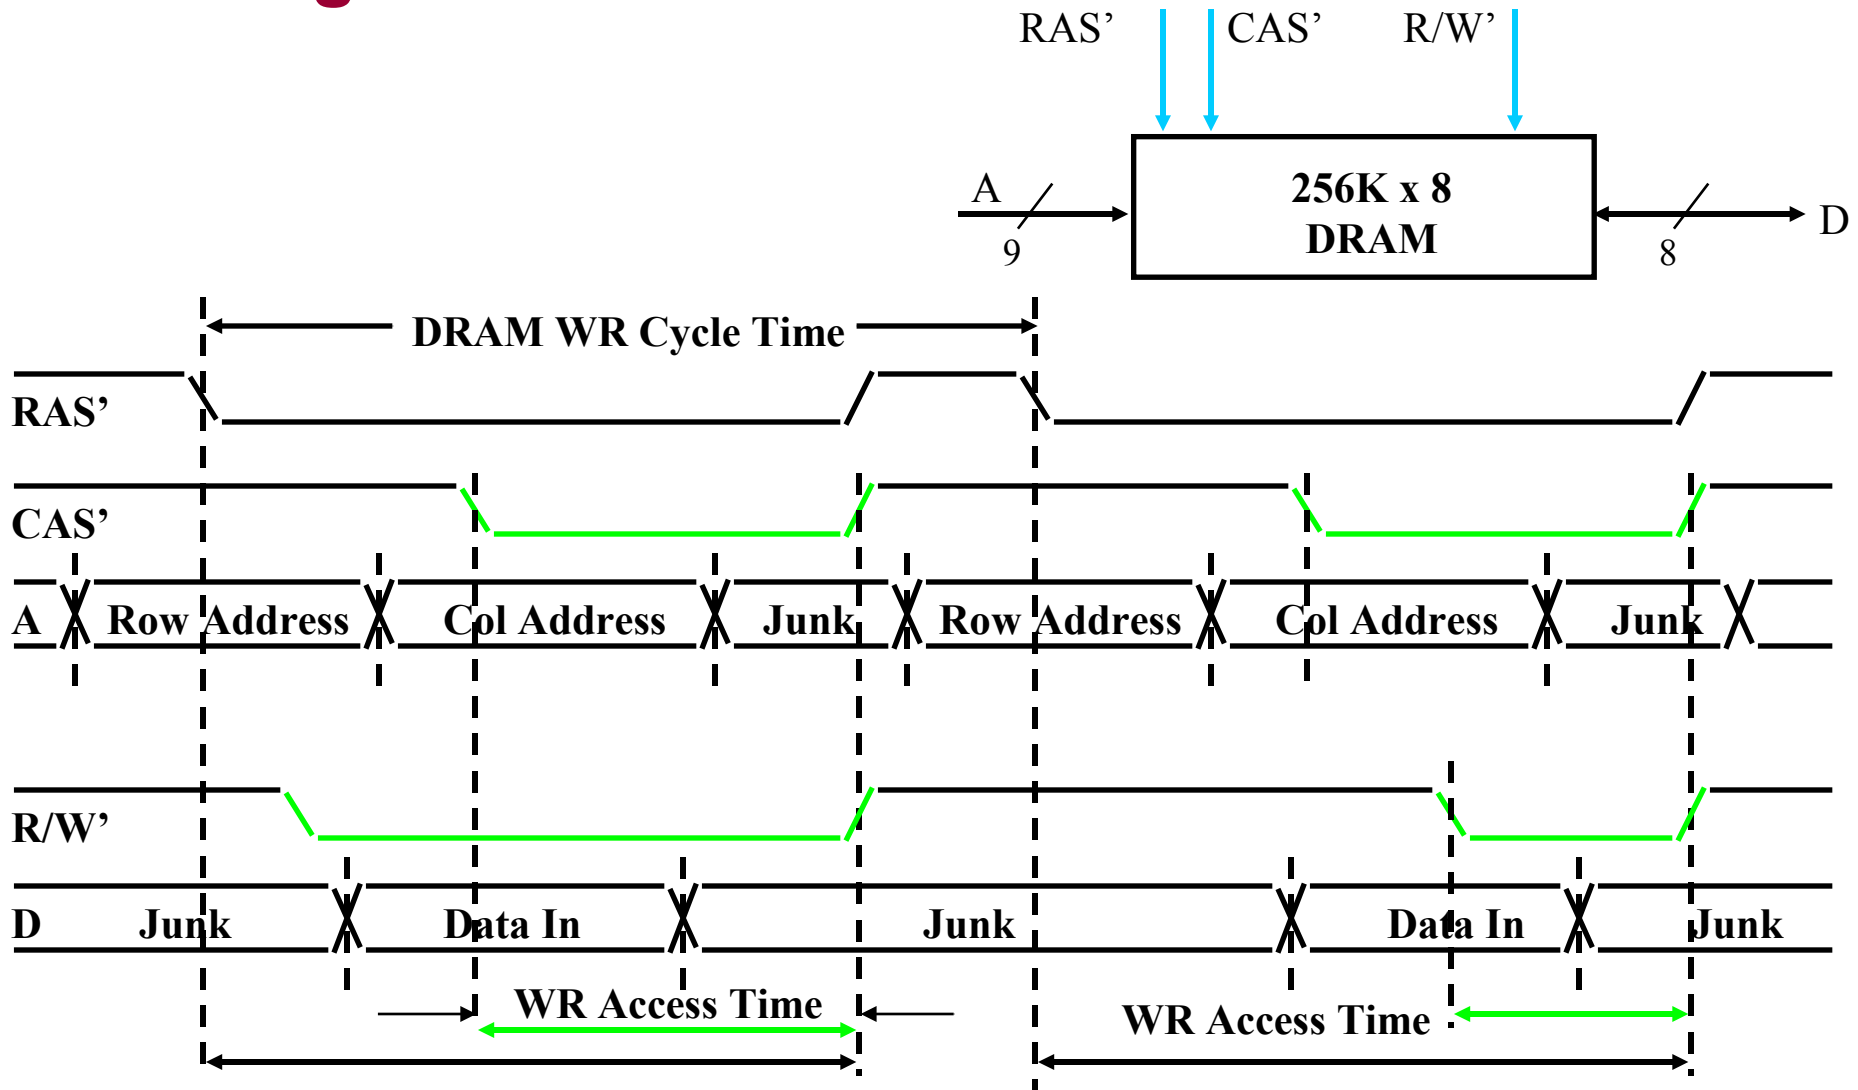 RAS’ CAS’ R/W’
A 256K x 8
DRAM D
9 8
DRAM WR Cycle Time
RAS’
CAS’
A Row Address Col Address Junk Row Address Col Address Junk
R/W’
D Junk Data In Junk Data In Junk
WR Access Time WR Access Time